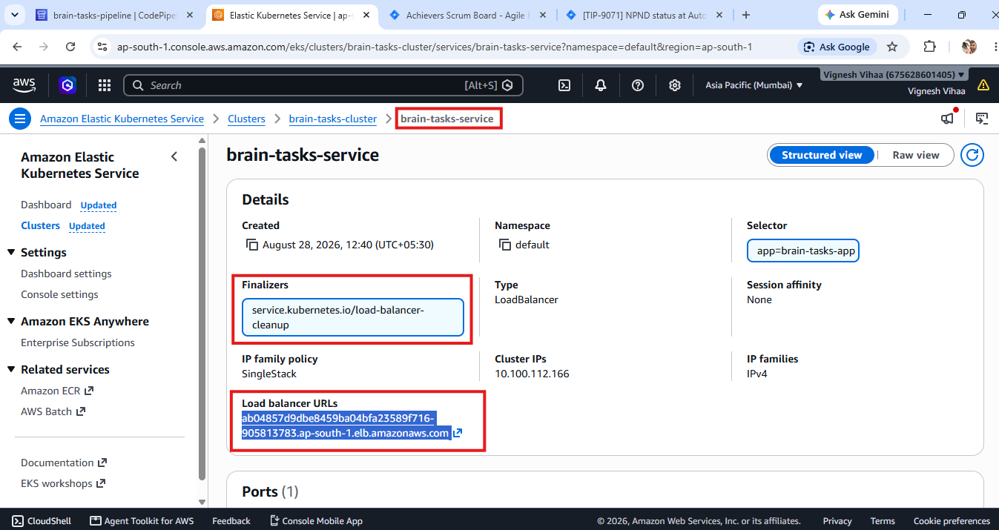 brain-tasks-pipeline | CodePipel
Elastic Kubernetes Service | ap-s
Achievers Scrum Board - Agile B
[TIP-9071] NPND status at Auto
Ask Gemini
ap-south-1.console.aws.amazon.com/eks/clusters/brain-tasks-cluster/services/brain-tasks-service?namespace=default&region=ap-south-1
Ask Google
aws
Search
[Alt+S]
Asia Pacific (Mumbai)
Vignesh Vihaa (675628601405)
Vignesh Vihaa
Amazon Elastic Kubernetes Service
Clusters
brain-tasks-cluster
brain-tasks-service
Amazon Elastic
Kubernetes Service
Dashboard Updated
Clusters Updated
Settings
Dashboard settings
Console settings
Amazon EKS Anywhere
Enterprise Subscriptions
Related services
Amazon ECR
AWS Batch
Documentation
EKS workshops
brain-tasks-service
Structured view
Raw view
Details
Created
August 28, 2026, 12:40 (UTC+05:30)
Namespace
default
Selector
app=brain-tasks-app
Finalizers
service.kubernetes.io/load-balancer-
cleanup
Type
LoadBalancer
Session affinity
None
IP family policy
SingleStack
Cluster IPs
10.100.112.166
IP families
IPv4
Load balancer URLs
ab04857d9dbe8459ba04bfa23589f716-
905813783.ap-south-1.elb.amazonaws.com
Ports (1)
CloudShell
Agent Toolkit for AWS
Feedback
Console Mobile App
© 2026, Amazon Web Services, Inc. or its affiliates.
Privacy
Terms
Cookie preferences